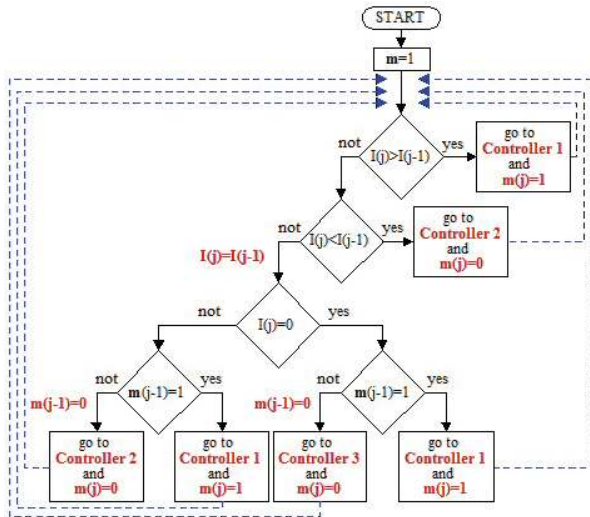 START
m=1
not
I(j)>I(j-1)
yes
go to
Controller 1
and
m(j)=1
not
I(j)<I(j-1)
yes
go to
Controller 2
and
m(j)=0
I(j)=I(j-1)
not
I(j)=0
yes
not
m(j-1)=1
yes
not
m(j-1)=1
yes
m(j-1)=0
m(j-1)=0
go to
Controller 2
and
m(j)=0
go to
Controller 1
and
m(j)=1
go to
Controller 3
and
m(j)=0
go to
Controller 1
and
m(j)=1